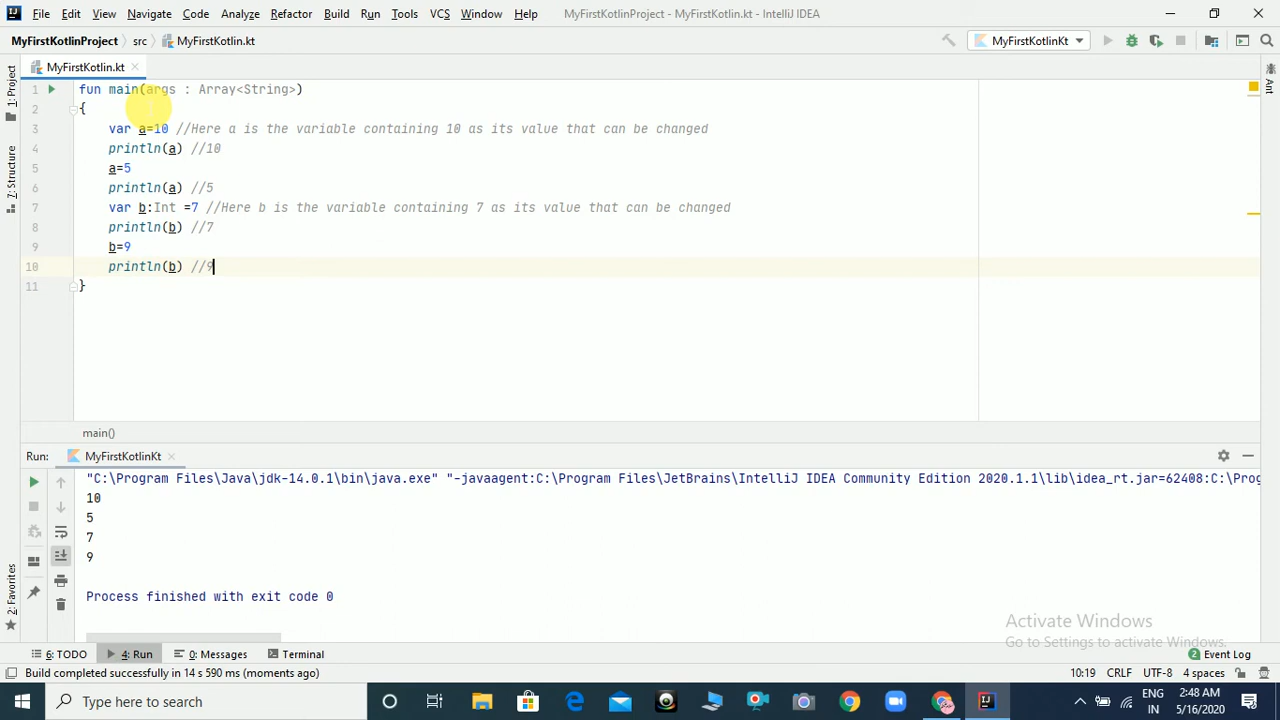 File Edit View Navigate Code Analyze Refactor Build Run Tools VCS Window Help MyFirstKotlinProject - MyFirstKotlin.kt - IntelliJ IDEA
MyFirstKotlinProject src MyFirstKotlin.kt MyFirstKotlinKt
MyFirstKotlin.kt
1: Project
7: Structure
2: Favorites
Ant
1 fun main(args : Array<String>)
2 {
3 var a=10 //Here a is the variable containing 10 as its value that can be changed
4 println(a) //10
5 a=5
6 println(a) //5
7 var b:Int =7 //Here b is the variable containing 7 as its value that can be changed
8 println(b) //7
9 b=9
10 println(b) //9
11 }
main()
Run: MyFirstKotlinKt
"C:\Program Files\Java\jdk-14.0.1\bin\java.exe" "-javaagent:C:\Program Files\JetBrains\IntelliJ IDEA Community Edition 2020.1.1\lib\idea_rt.jar=62408:C:\Prog
10
5
7
9
Process finished with exit code 0
Activate Windows
Go to Settings to activate Windows.
6: TODO 4: Run 0: Messages Terminal 2 Event Log
Build completed successfully in 14 s 590 ms (moments ago) 10:19 CRLF UTF-8 4 spaces
Type here to search
ENG
IN
2:48 AM
5/16/2020